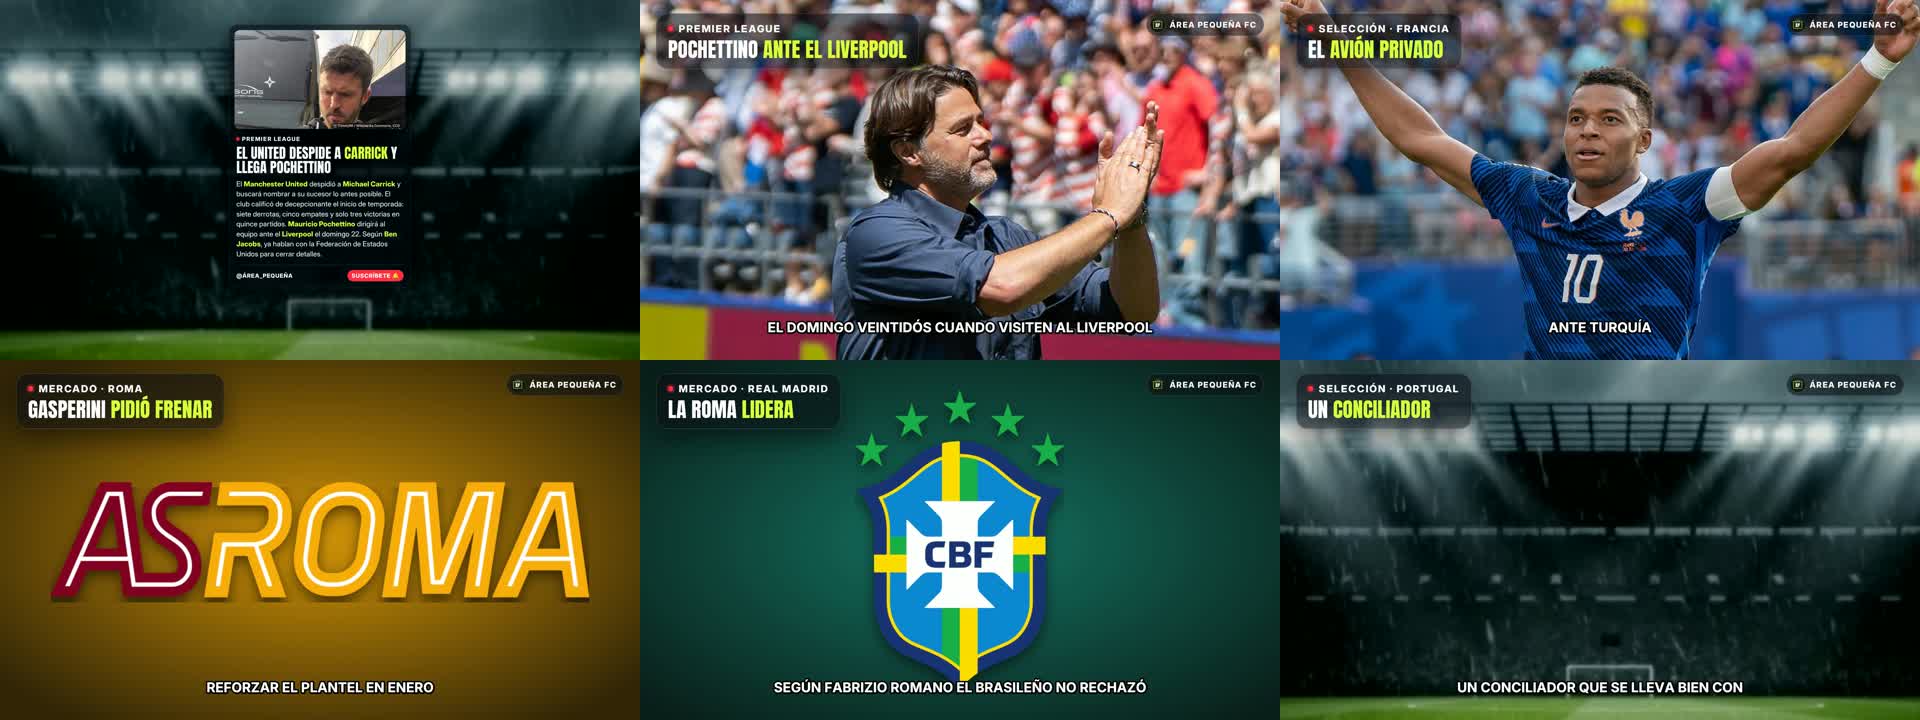 sons
PREMIER LEAGUE
EL UNITED DESPIDE A CARRICK Y
LLEGA POCHETTINO
El Manchester United despidió a Michael Carrick y
buscará nombrar a su sucesor lo antes posible. El
club calificó de decepcionante el inicio de temporada:
siete derrotas, cinco empates y solo tres victorias en
quince partidos. Mauricio Pochettino dirigirá al
equipo ante el Liverpool el domingo 22. Según Ben
Jacobs, ya hablan con la Federación de Estados
Unidos para cerrar detalles.
@ÁREA_PEQUEÑA
SUSCRÍBETE
PREMIER LEAGUE
POCHETTINO ANTE EL LIVERPOOL
ÁREA PEQUEÑA FC
EL DOMINGO VEINTIDÓS CUANDO VISITEN AL LIVERPOOL
SELECCIÓN · FRANCIA
EL AVIÓN PRIVADO
ÁREA PEQUEÑA FC
10
ANTE TURQUÍA
MERCADO · ROMA
GASPERINI PIDIÓ FRENAR
ÁREA PEQUEÑA FC
ASROMA
REFORZAR EL PLANTEL EN ENERO
MERCADO · REAL MADRID
LA ROMA LIDERA
ÁREA PEQUEÑA FC
CBF
SEGÚN FABRIZIO ROMANO EL BRASILEÑO NO RECHAZÓ
SELECCIÓN · PORTUGAL
UN CONCILIADOR
ÁREA PEQUEÑA FC
UN CONCILIADOR QUE SE LLEVA BIEN CON